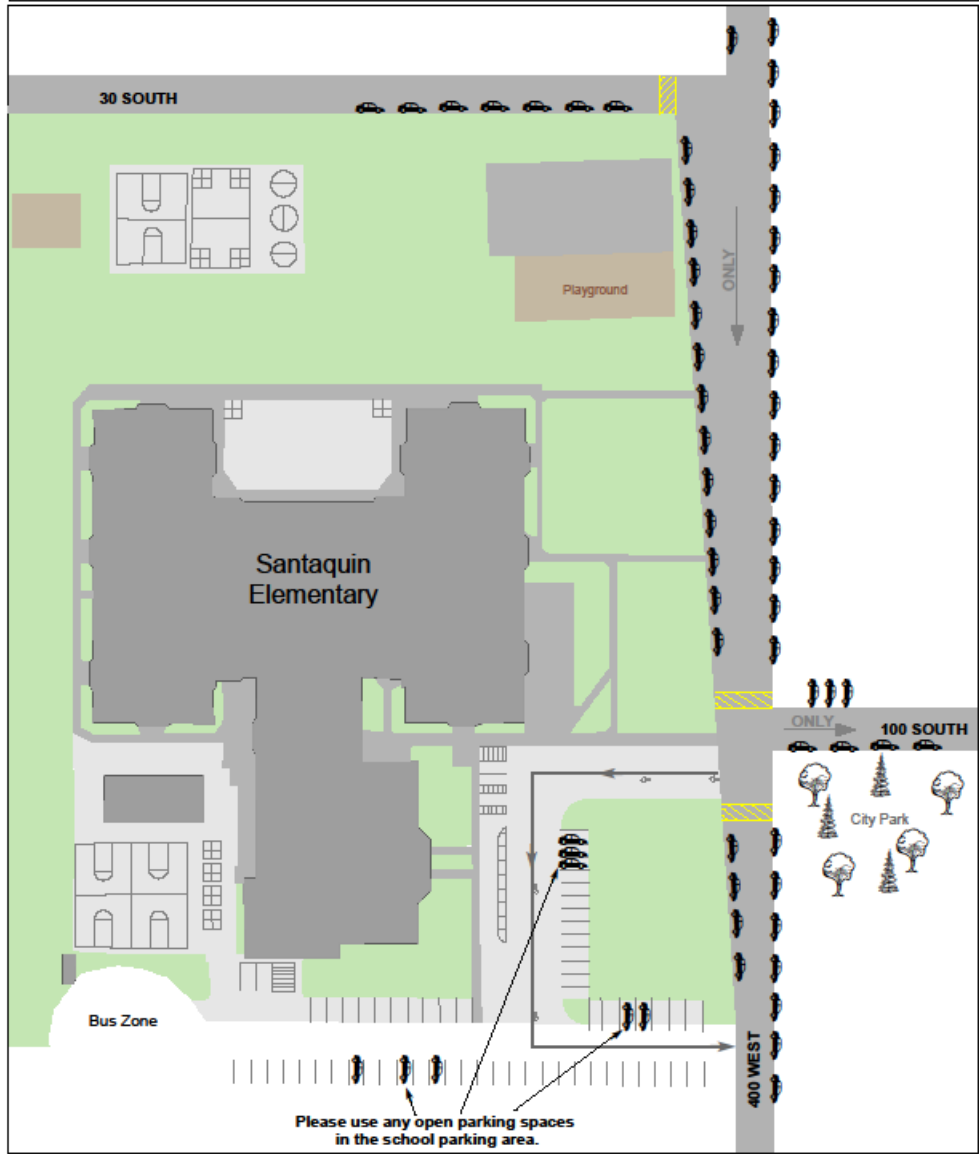 30 SOUTH
ONLY
Playground
Santaquin
Elementary
ONLY
100 SOUTH
City Park
Bus Zone
400 WEST
Please use any open parking spaces
in the school parking area.